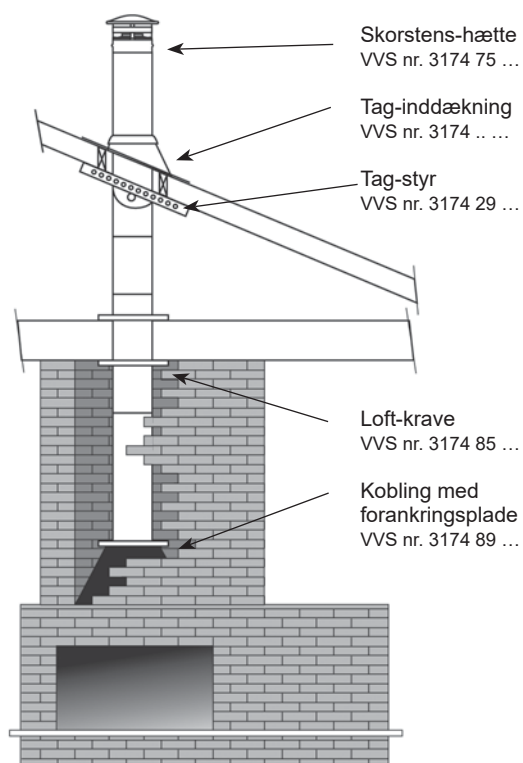 Skorstens-hætte
VVS nr. 3174 75 ...
Tag-inddækning
VVS nr. 3174 .. ...
Tag-styr
VVS nr. 3174 29 ...
Loft-krave
VVS nr. 3174 85 ...
Kobling med
forankringsplade
VVS nr. 3174 89 ...